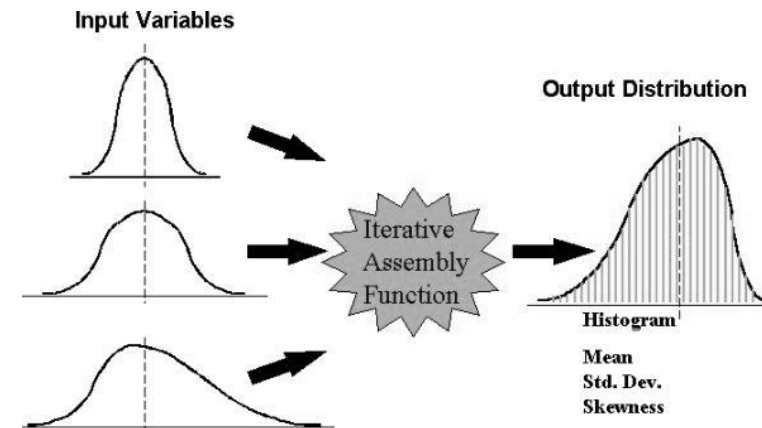 Input Variables
Output Distribution
Iterative
Assembly
Function
Histogram
Mean
Std. Dev.
Skewness